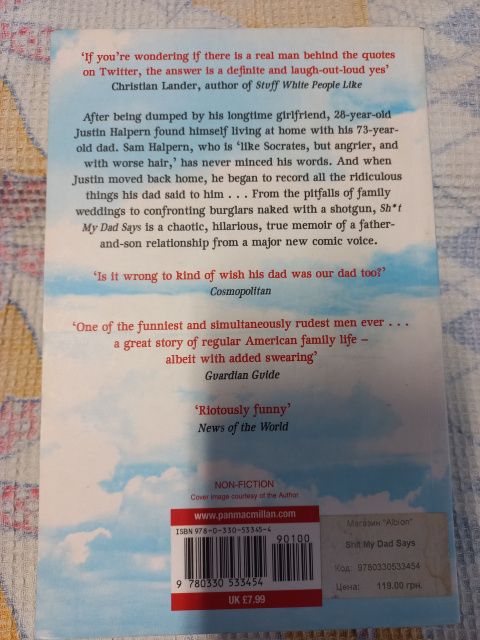 ‘If you're wondering if there is a real man behind the quotes
on Twitter, the answer is a definite and laugh-out-loud yes’
Christian Lander, author of Stuff White People Like
After being dumped by his longtime girlfriend, 28-year-old
Justin Halpern found himself living at home with his 73-year-
old dad. Sam Halpern, who is ‘like Socrates, but angrier, and
with worse hair,’ has never minced his words. And when
Justin moved back home, he began to record all the ridiculous
things his dad said to him . . . From the pitfalls of family
weddings to confronting burglars naked with a shotgun, Sh*t
My Dad Says is a chaotic, hilarious, true memoir of a father-
and-son relationship from a major new comic voice.
‘Is it wrong to kind of wish his dad was our dad too?’
Cosmopolitan
‘One of the funniest and simultaneously rudest men ever . . .
a great story of regular American family life –
albeit with added swearing’
Guardian Guide
‘Riotously funny’
News of the World
NON-FICTION
Cover image courtesy of the Author
www.panmacmillan.com
ISBN 978-0-330-53345-4
90100
9 780330 533454
UK £7.99
Магазин "Albion"
Shit My Dad Says
Код: 9780330533454
Цена: 119.00 грн.